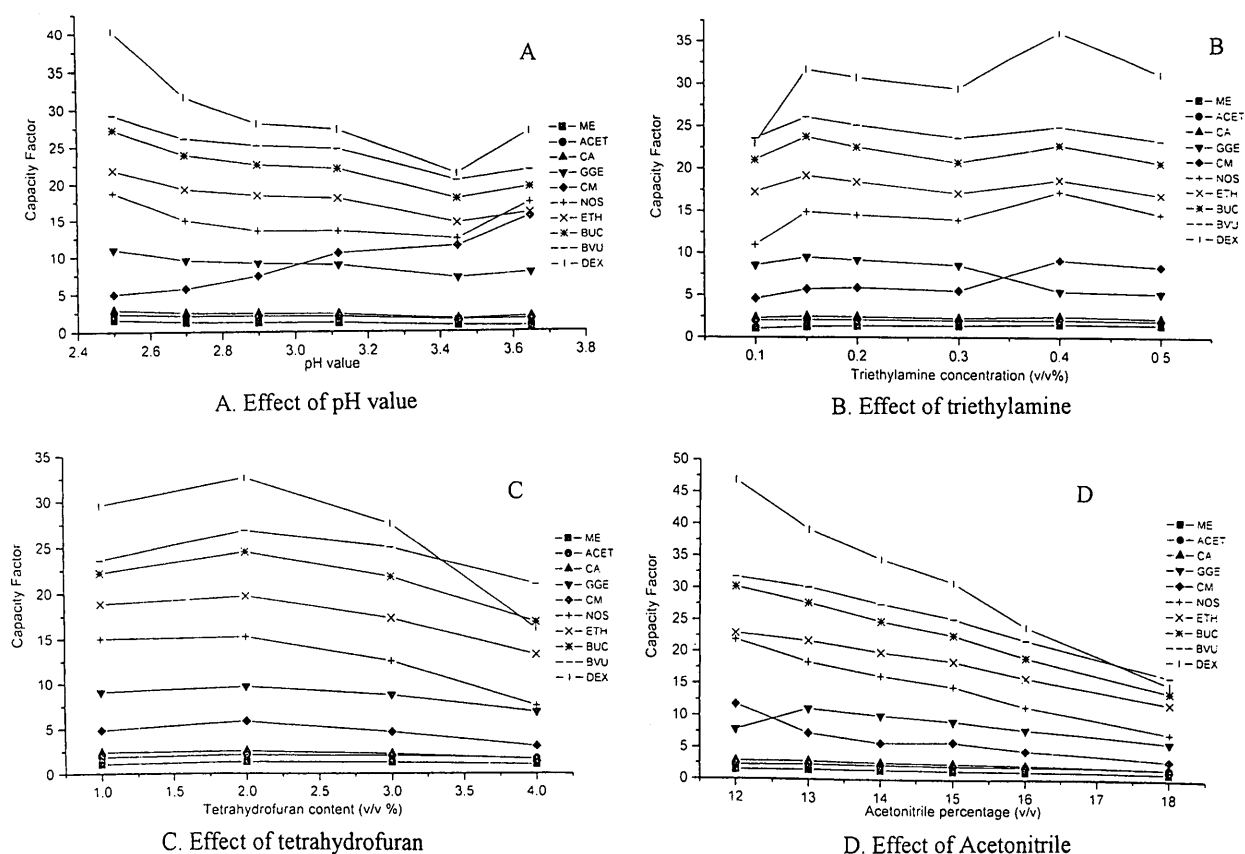 A
Capacity Factor
40
35
30
25
20
15
10
5
0
2.4 2.6 2.8 3.0 3.2 3.4 3.6 3.8
pH value
ME
ACET
CA
GGE
CM
NOS
ETH
BUC
BVU
DEX
A. Effect of pH value
B
Capacity Factor
35
30
25
20
15
10
5
0
0.1 0.2 0.3 0.4 0 5
Triethylamine concentration (v/v%)
ME
ACET
CA
GGE
CM
NOS
ETH
BUC
BVU
DEX
B. Effect of triethylamine
C
Capacity Factor
35
30
25
20
15
10
5
0
1.0 1.5 2.0 2.5 3.0 3.5 4.0
Tetrahydrofuran content (v/v %)
ME
ACET
CA
GGE
CM
NOS
ETH
BUC
BVU
DEX
C. Effect of tetrahydrofuran
D
Capacity Factor
50
45
40
35
30
25
20
15
10
5
0
12 13 14 15 16 17 18
Acetonitrile percentage (v/v)
ME
ACET
CA
GGE
CM
NOS
ETH
BUC
BVU
DEX
D. Effect of Acetonitrile